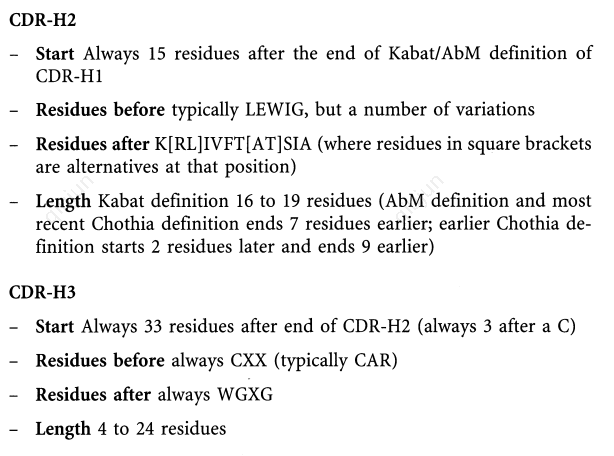 CDR-H2
– Start Always 15 residues after the end of Kabat/AbM definition of
CDR-H1
– Residues before typically LEWIG, but a number of variations
– Residues after K[RL]IVFT[AT]SIA (where residues in square brackets
are alternatives at that position)
– Length Kabat definition 16 to 19 residues (AbM definition and most
recent Chothia definition ends 7 residues earlier; earlier Chothia de-
finition starts 2 residues later and ends 9 earlier)
CDR-H3
– Start Always 33 residues after end of CDR-H2 (always 3 after a C)
– Residues before always CXX (typically CAR)
– Residues after always WGXG
– Length 4 to 24 residues